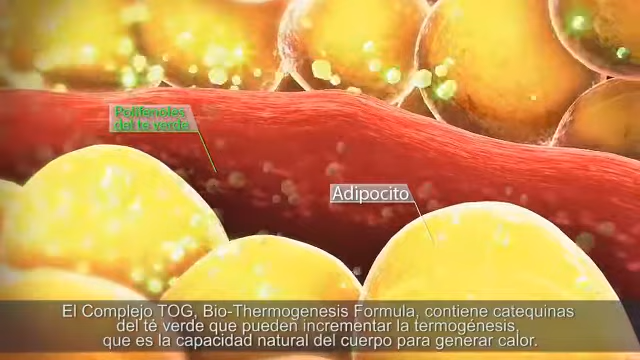 Polifenoles
del té verde
Adipocito
El Complejo TOG, Bio-Thermogenesis Formula, contiene catequinas
del té verde que pueden incrementar la termogénesis,
que es la capacidad natural del cuerpo para generar calor.